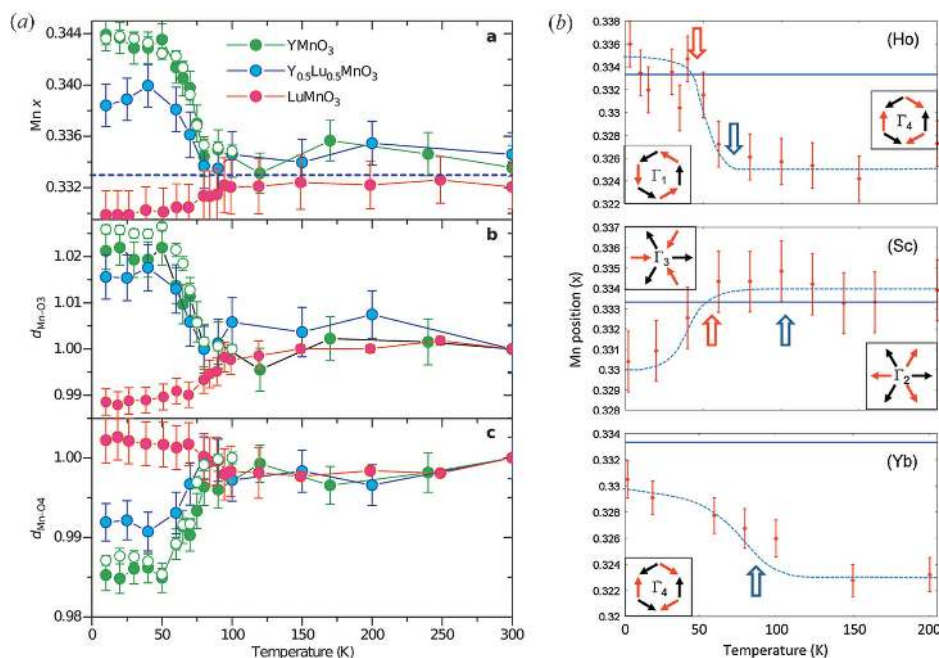 (a)
a
YMnO₃
Y₀.₅Lu₀.₅MnO₃
LuMnO₃
Mn x
0.344
0.340
0.336
0.332
b
d Mn–O3
1.02
1.01
1.00
0.99
c
d Mn–O4
1.00
0.99
0.98
0 50 100 150 200 250 300
Temperature (K)
(b)
(Ho)
0.338
0.336
0.334
0.332
0.33
0.328
0.326
0.324
0.322
Γ₁
Γ₄
(Sc)
Mn position (x)
0.337
0.336
0.335
0.334
0.333
0.332
0.331
0.33
0.329
0.328
Γ₃
Γ₂
(Yb)
0.334
0.332
0.33
0.328
0.326
0.324
0.322
0.32
Γ₄
0 50 100 150 200
Temperature (K)